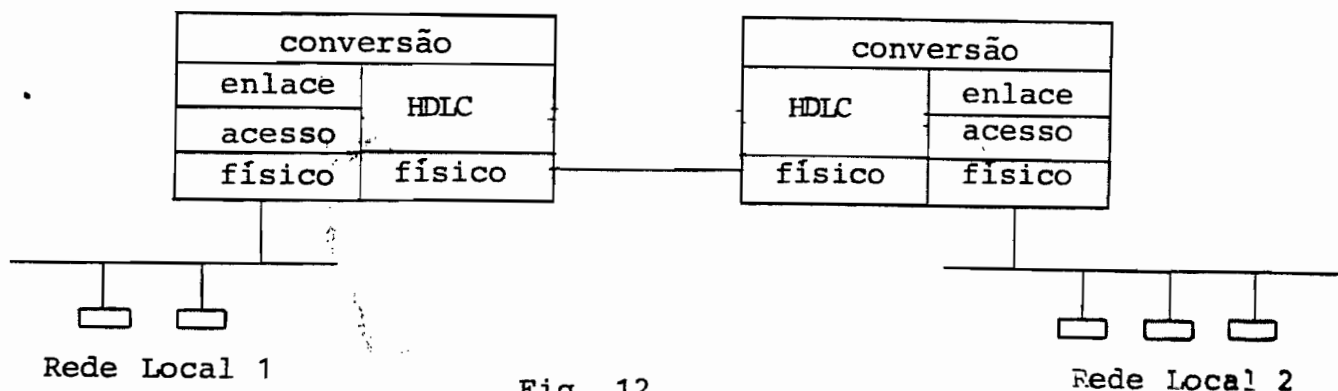 conversão
enlace
HDLC
acesso
físico
físico
conversão
HDLC
enlace
acesso
físico
físico
Rede Local 1
Fig. 12
Rede Local 2